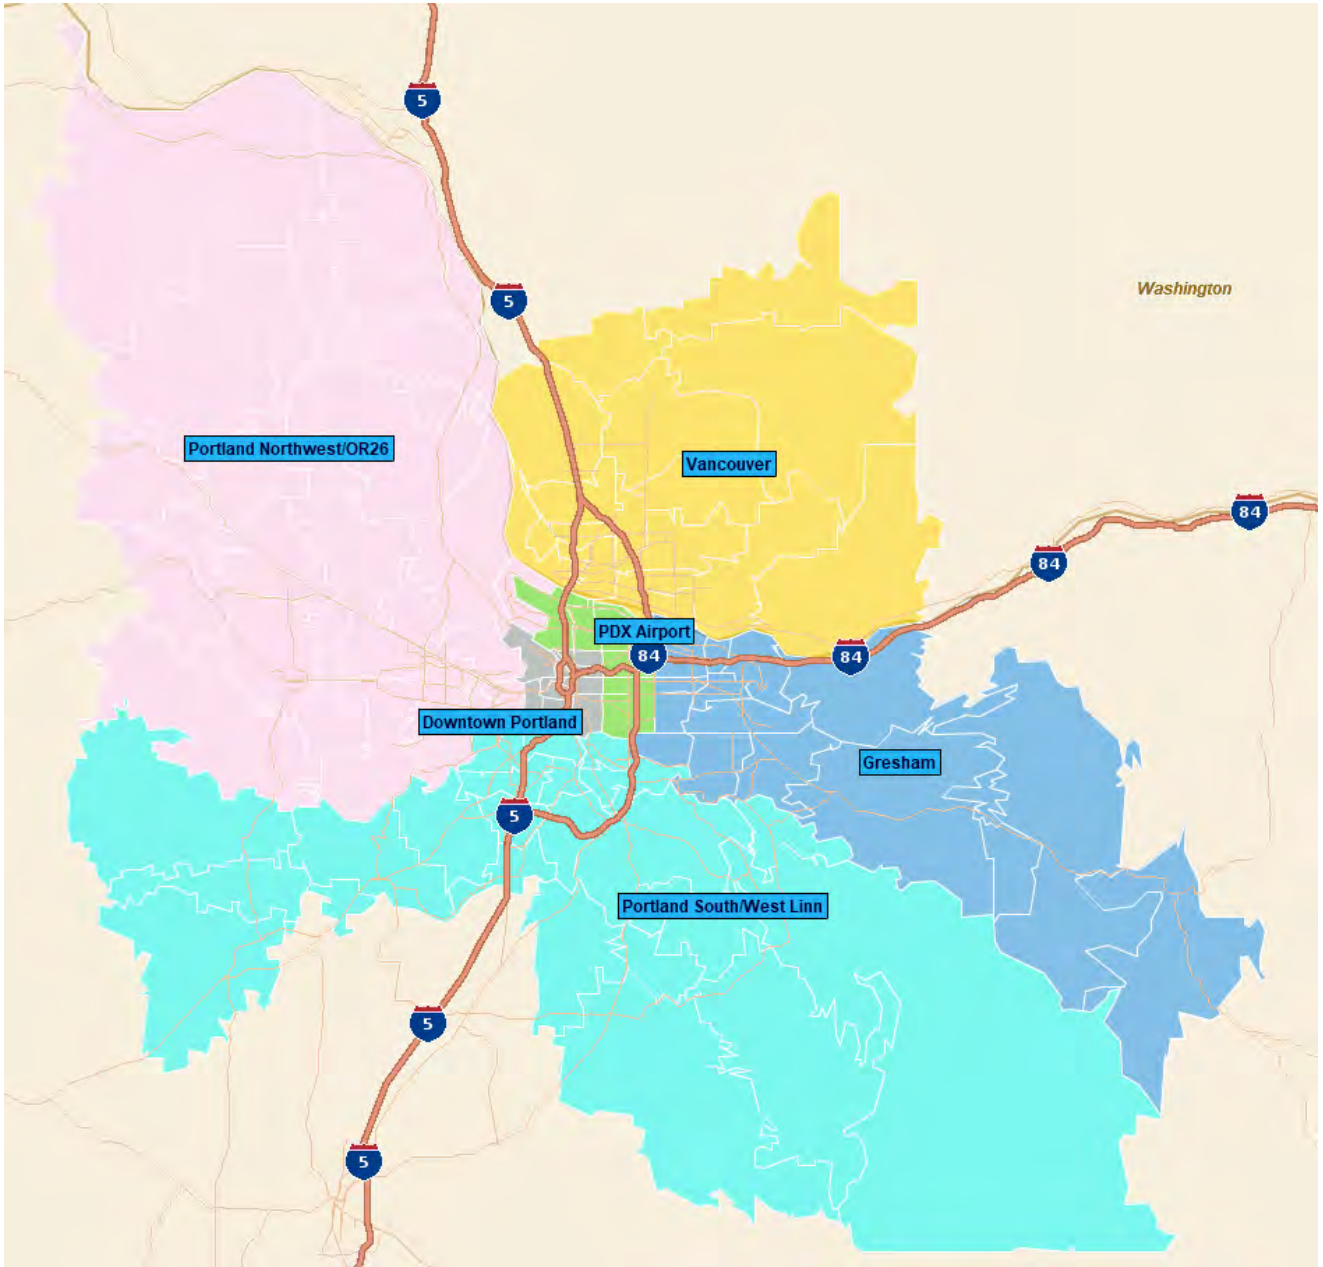 5
5
Washington
Portland Northwest/OR26
Vancouver
84
84
PDX Airport
84
84
Downtown Portland
Gresham
5
Portland South/West Linn
5
5